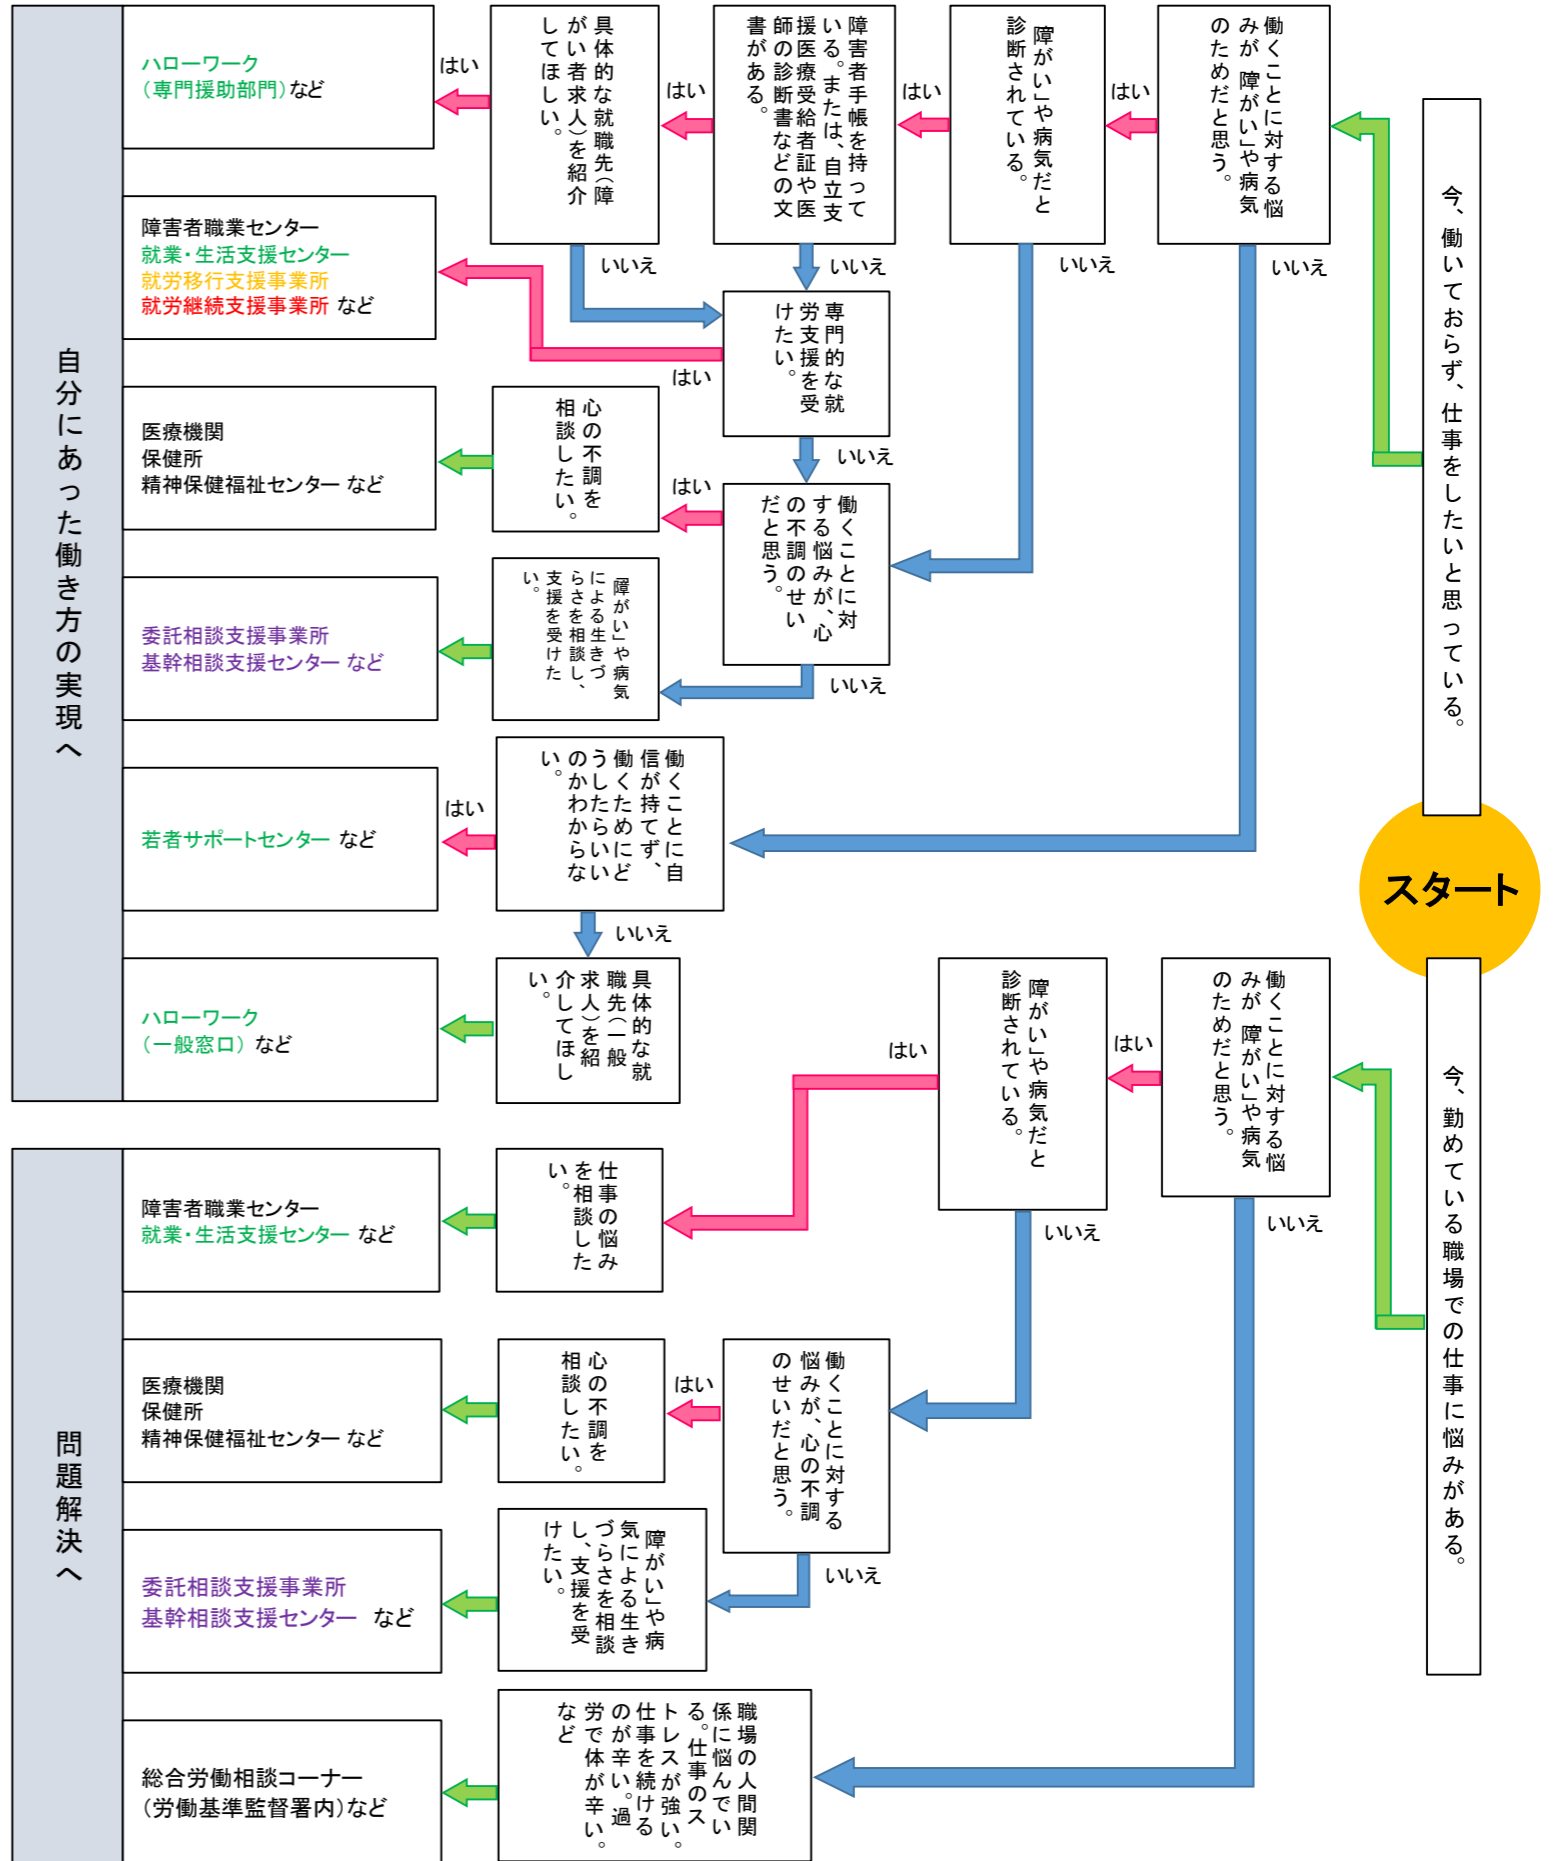 スタート
今、働いておらず、仕事をしたいと思っている。
働くことに対する悩
みが「障がい」や病気
のためだと思う。
はい
いいえ
「障がい」や病気だと
診断されている。
はい
いいえ
障害者手帳を持って
いる。または、自立支
援医療受給者証や医
師の診断書などの文
書がある。
はい
いいえ
具体的な就職先(障
がい者求人)を紹介
してほしい。
はい
いいえ
ハローワーク
(専門援助部門)など
専門的な就
労支援を受
けたい。
はい
いいえ
障害者職業センター
就業・生活支援センター
就労移行支援事業所
就労継続支援事業所 など
働くことに対
する悩みが、心
の不調のせい
だと思う。
はい
いいえ
心の不調を
相談したい。
医療機関
保健所
精神保健福祉センター など
「障がい」や病気
による生きづ
らさを相談し、
支援を受けた
い。
委託相談支援事業所
基幹相談支援センター など
働くことに自
信が持てず、
働くためにど
うしたらいい
のかわからな
い。
はい
いいえ
若者サポートセンター など
具体的な就
職先(一般
求人)を紹
介してほし
い。
ハローワーク
(一般窓口) など
自分にあった働き方の実現へ
今、勤めている職場での仕事に悩みがある。
働くことに対する悩
みが「障がい」や病気
のためだと思う。
はい
いいえ
「障がい」や病気だと
診断されている。
はい
いいえ
仕事の悩み
を相談した
い。
障害者職業センター
就業・生活支援センター など
働くことに対する
悩みが、心の不調
のせいだと思う。
はい
いいえ
心の不調を
相談したい。
医療機関
保健所
精神保健福祉センター など
「障がい」や病
気による生き
づらさを相談
し、支援を受
けたい。
委託相談支援事業所
基幹相談支援センター など
職場の人間関
係に悩んでい
る。仕事のス
トレスが強い。
仕事を続ける
のが辛い。過
労で体が辛い。
など
総合労働相談コーナー
(労働基準監督署内)など
問題解決へ